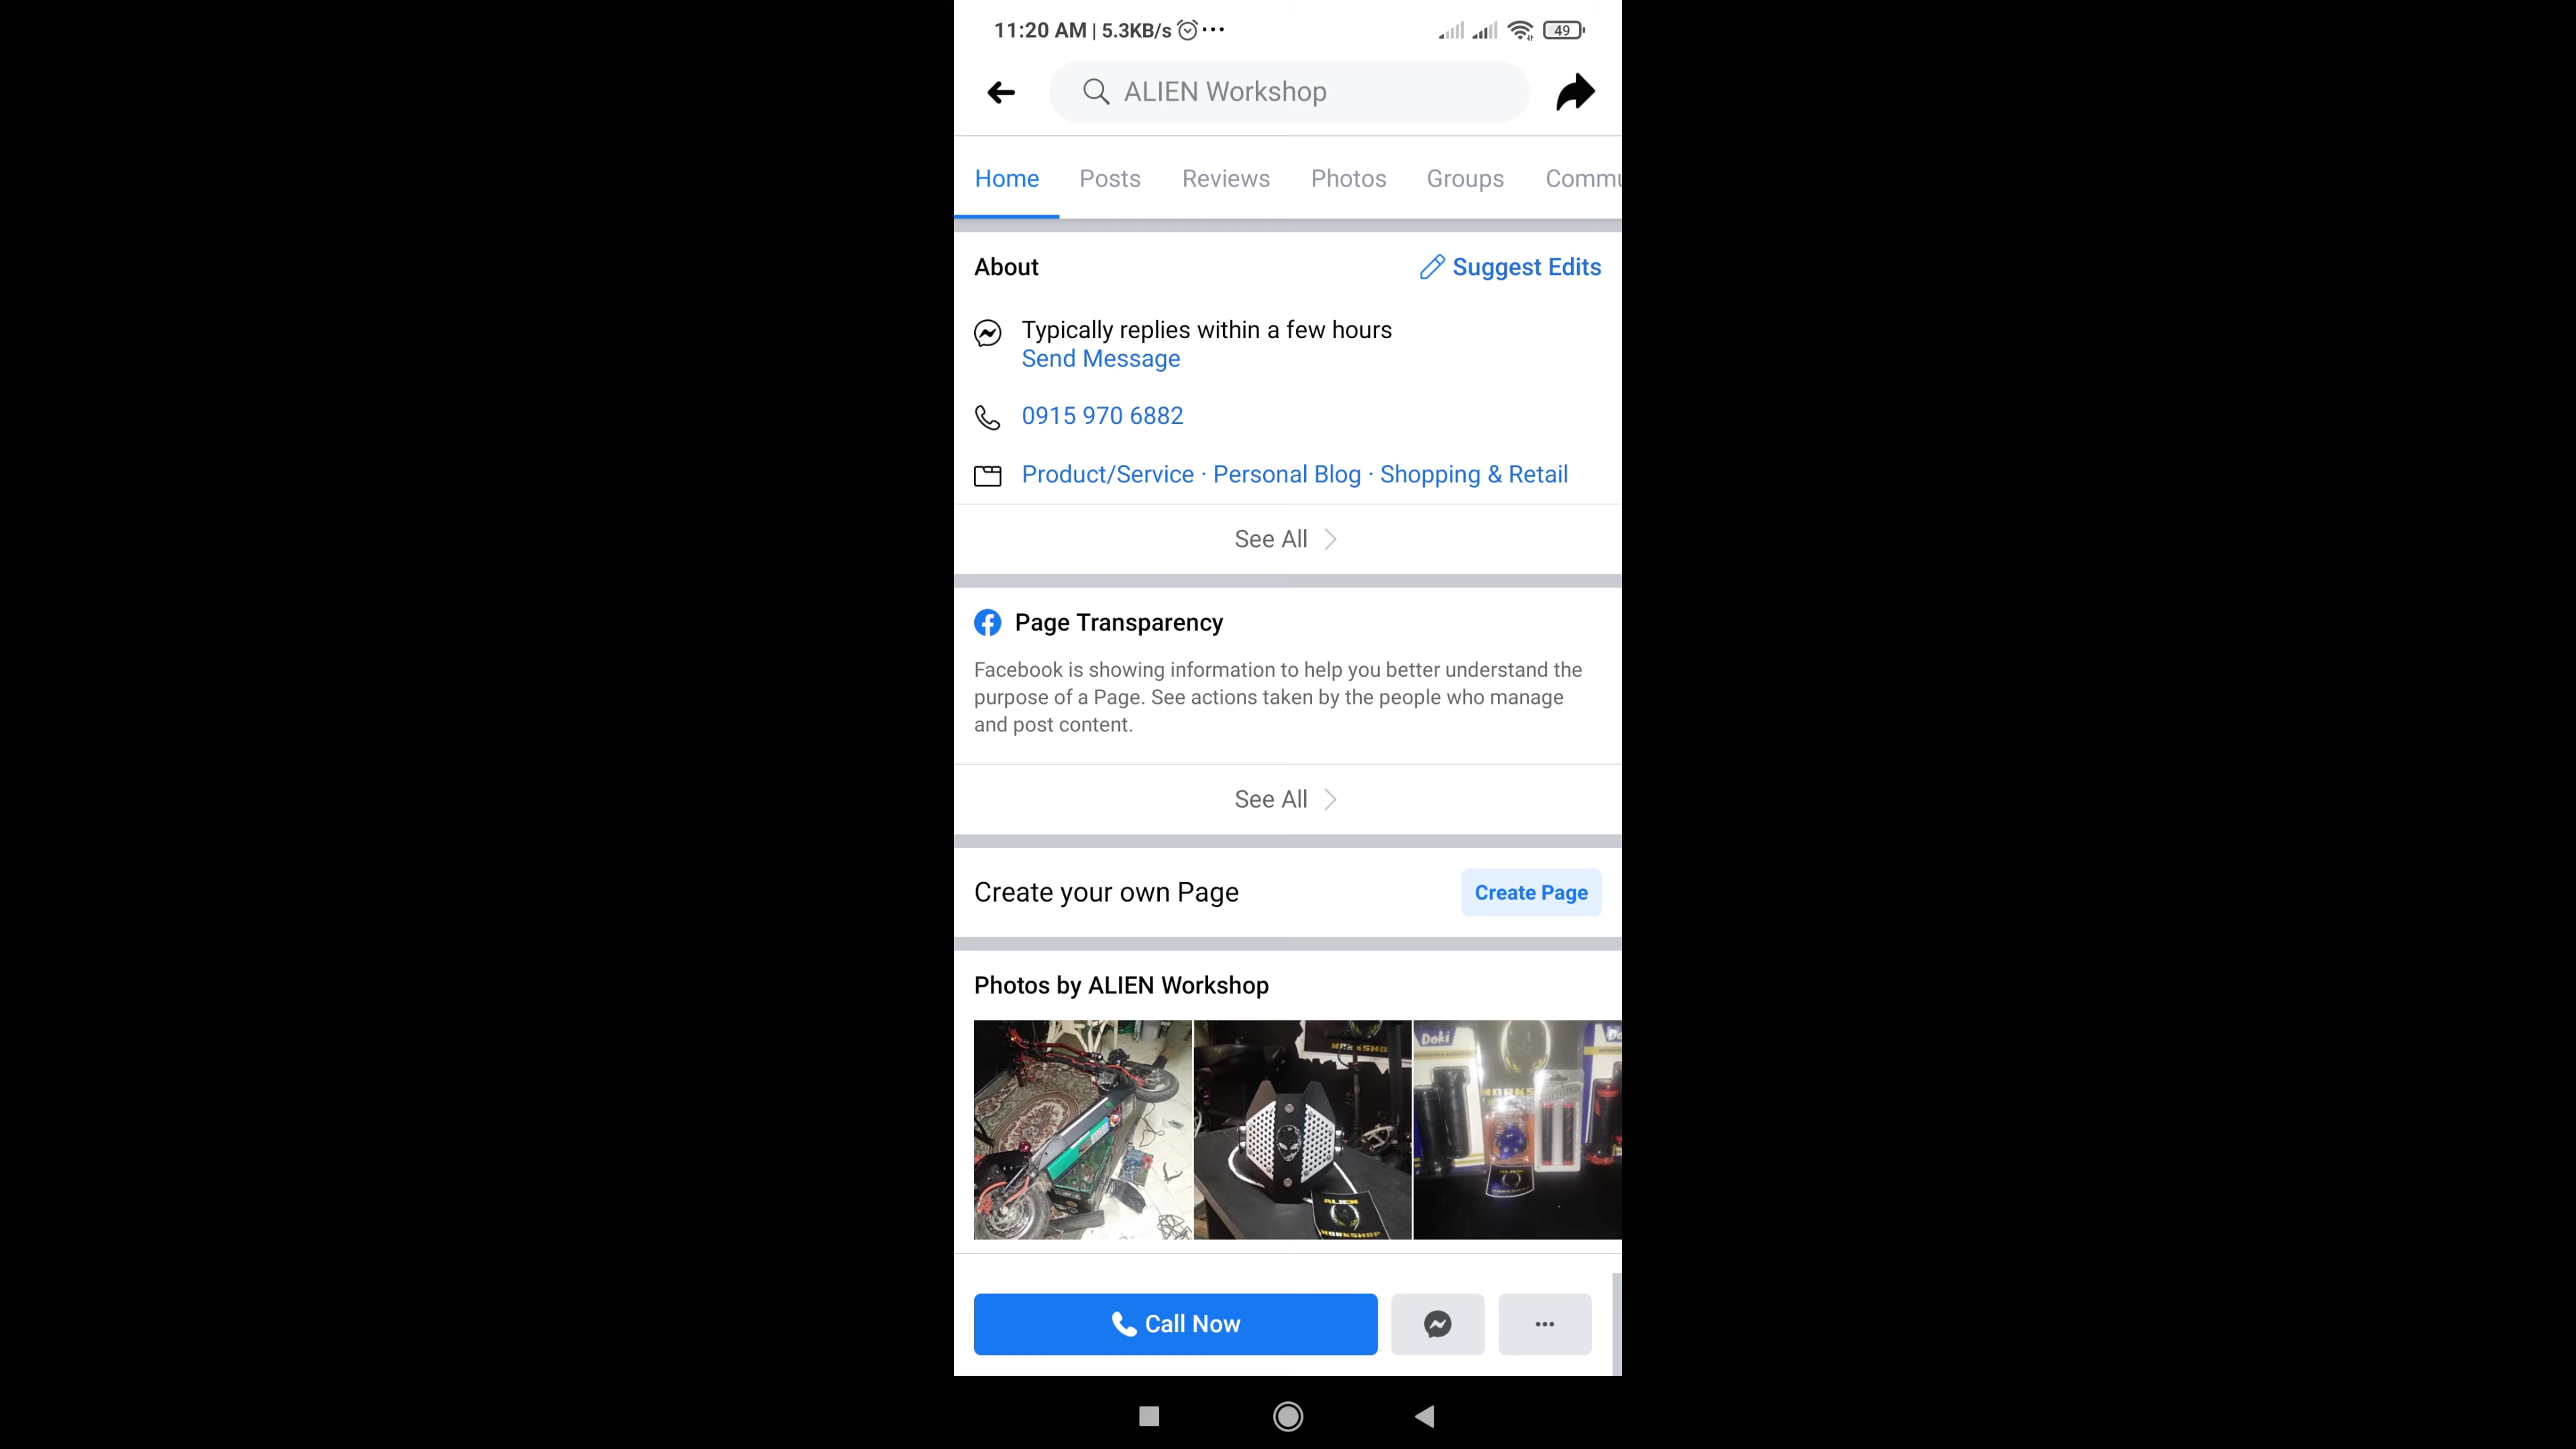 11:20 AM | 5.3KB/s ···
49
ALIEN Workshop
Home Posts Reviews Photos Groups Commu
About
Suggest Edits
Typically replies within a few hours
Send Message
0915 970 6882
Product/Service · Personal Blog · Shopping & Retail
See All
Page Transparency
Facebook is showing information to help you better understand the
purpose of a Page. See actions taken by the people who manage
and post content.
See All
Create your own Page
Create Page
Photos by ALIEN Workshop
Doki
ALIEN
WORKSHOP
Call Now